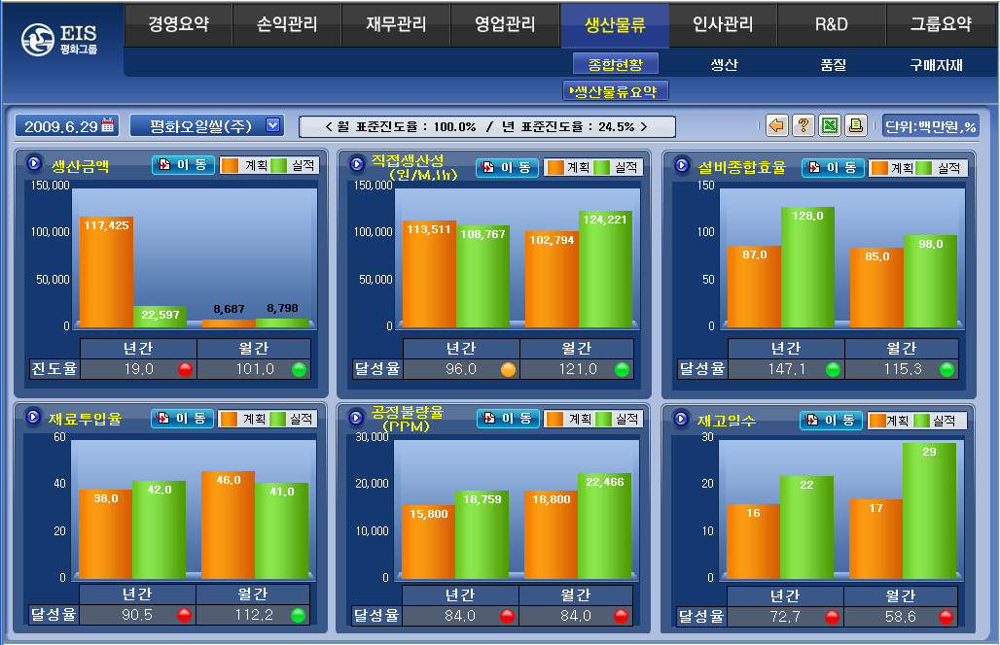 EIS
평화그룹
경영요약 손익관리 재무관리 영업관리 생산물류 인사관리 R&D 그룹요약
종합현황 생산 품질 구매자재
생산물류요약
2009.6.29 평화오일씰(주) < 월 표준진도율 : 100.0% / 년 표준진도율 : 24.5% > 단위:백만원,%
생산금액 이 동 계획 실적
150,000
100,000
50,000
0
117,425 22,597 8,687 8,798
년간 월간
진도율 19.0 101.0
직접생산성
(원/M,Hr)
이 동 계획 실적
150,000
100,000
50,000
0
113,511 108,767 102,794 124,221
년간 월간
달성율 96.0 121.0
설비종합효율 이 동 계획 실적
150
100
50
0
87.0 128.0 85.0 98.0
년간 월간
달성율 147.1 115.3
재료투입율 이 동 계획 실적
60
40
20
0
38.0 42.0 46.0 41.0
년간 월간
달성율 90.5 112.2
공정불량율
(PPM)
이 동 계획 실적
30,000
20,000
10,000
0
15,800 18,759 18,800 22,466
년간 월간
달성율 84.0 84.0
재고일수 이 동 계획 실적
30
20
10
0
16 22 17 29
년간 월간
달성율 72.7 58.6